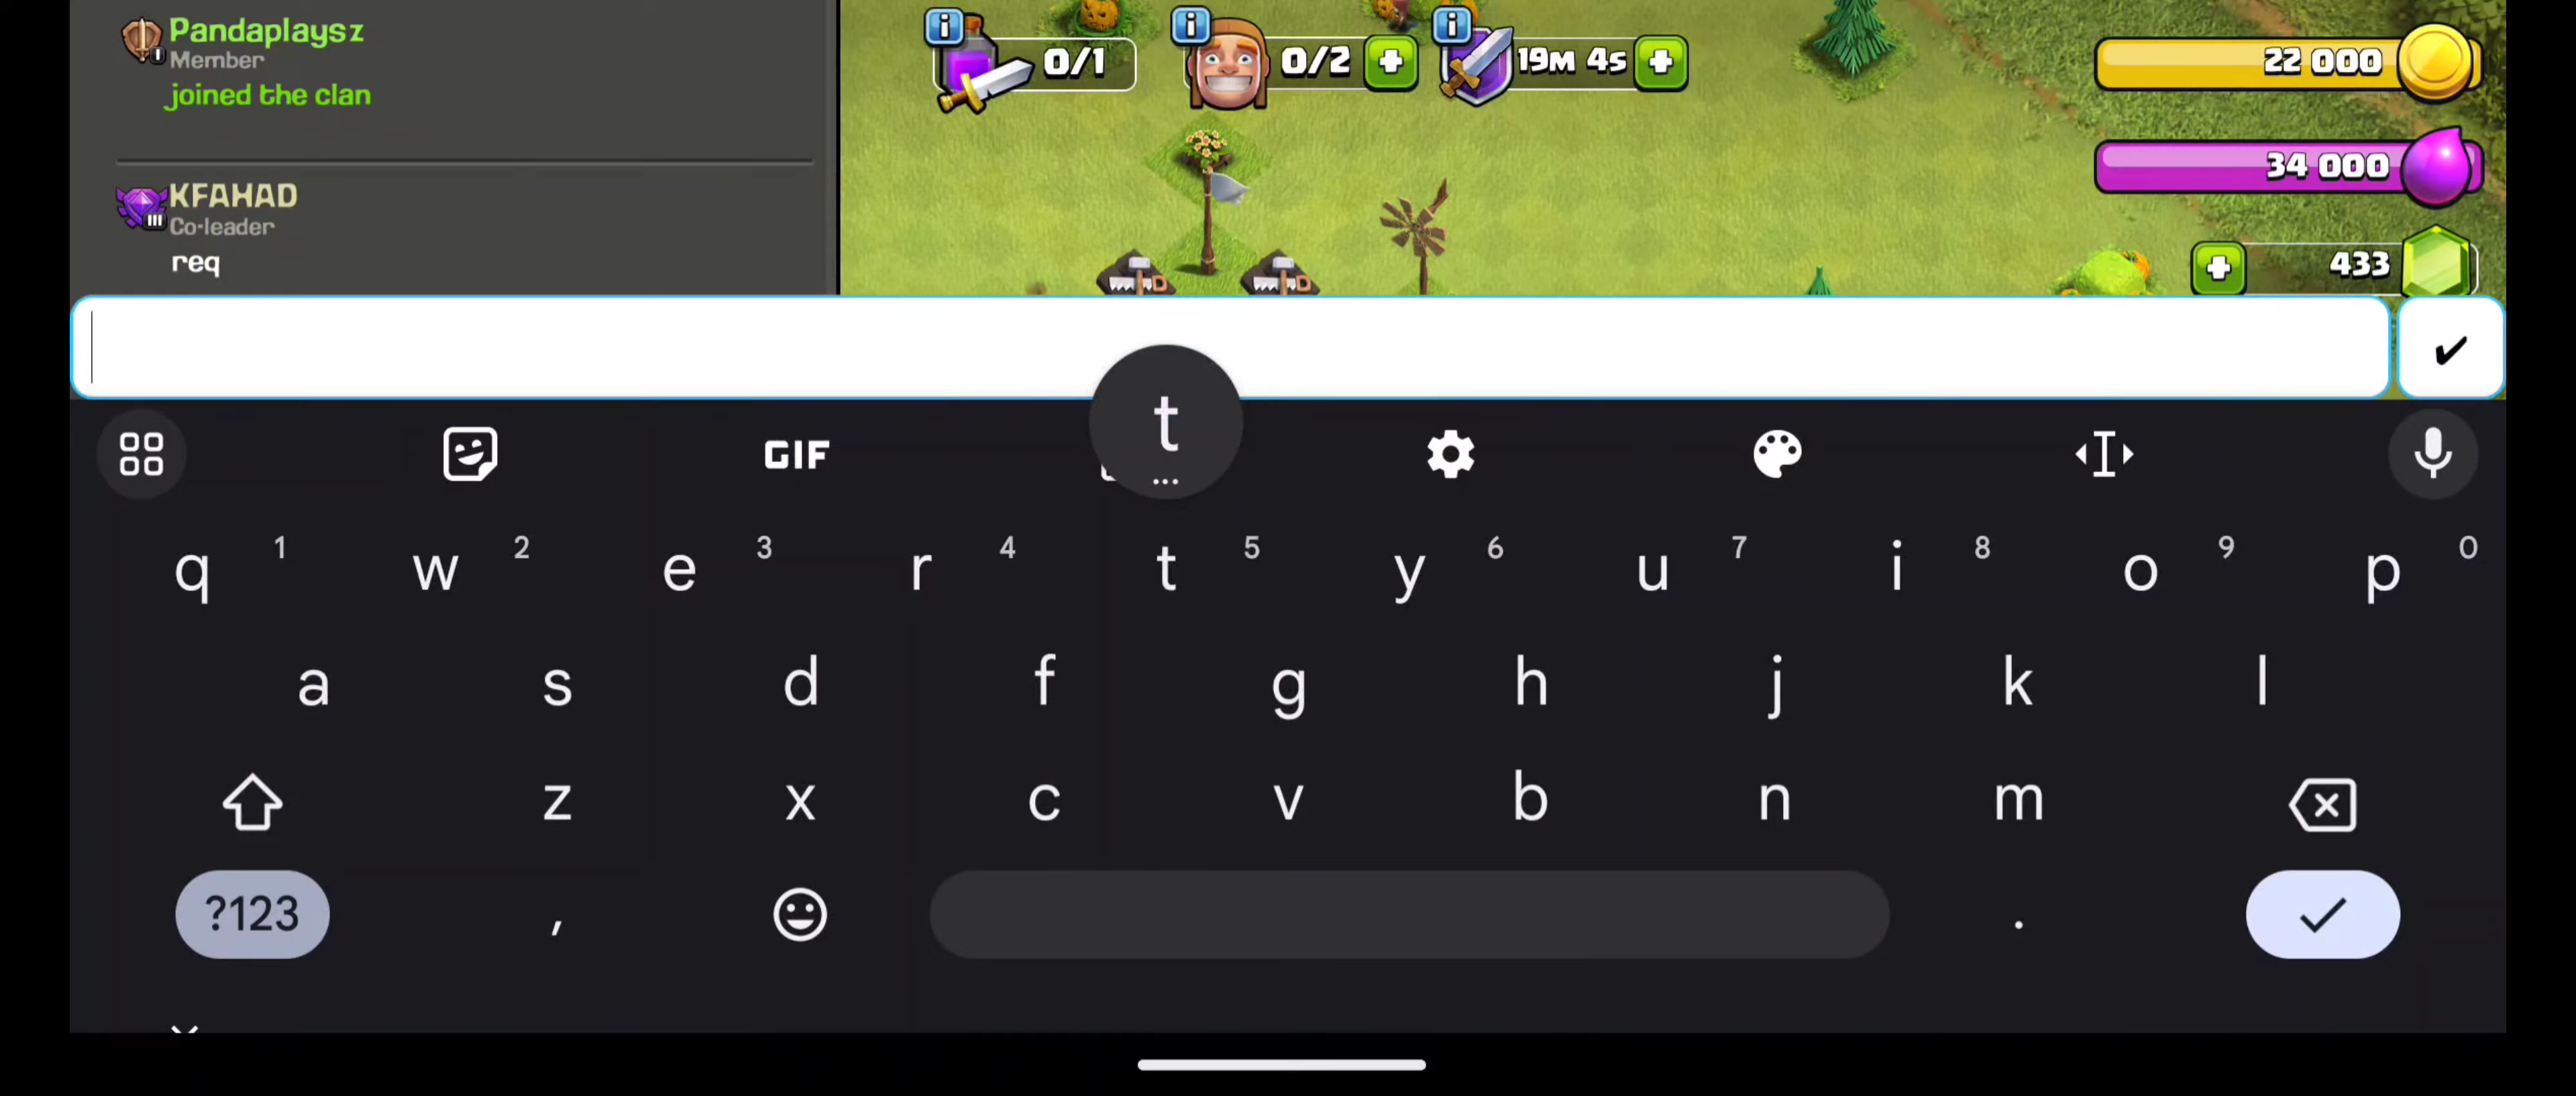 Pandaplaysz
Member
joined the clan
KFAHAD
Co-leader
req
0/1
0/2
19M 4S
22 000
34 000
433
t
...
GIF
q 1 w 2 e 3 r 4 t 5 y 6 u 7 i 8 o 9 p 0
a s d f g h j k l
z x c v b n m
?123 , .